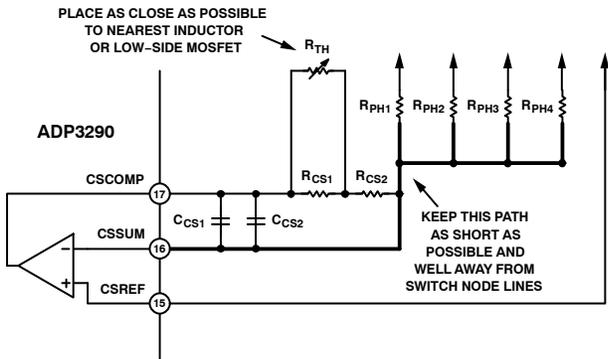 PLACE AS CLOSE AS POSSIBLE
TO NEAREST INDUCTOR
OR LOW–SIDE MOSFET
RTH
RPH1 RPH2 RPH3 RPH4
ADP3290
CSCOMP
17
RCS1 RCS2
CCS1 CCS2
KEEP THIS PATH
AS SHORT AS
POSSIBLE AND
WELL AWAY FROM
SWITCH NODE LINES
CSSUM
16
–
+
CSREF
15